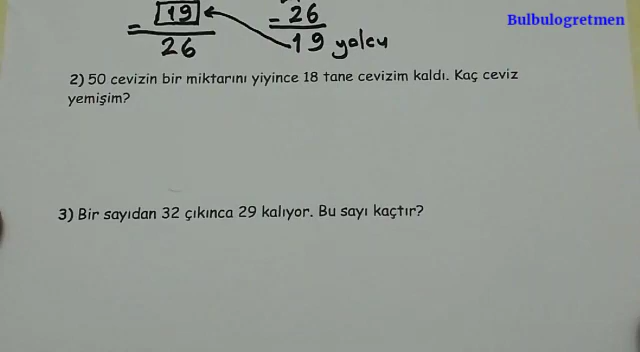 Bulbulogretmen
= 19
26
- 26
19 yolcu
2) 50 cevizin bir miktarını yiyince 18 tane cevizim kaldı. Kaç ceviz
yemişim?
3) Bir sayıdan 32 çıkınca 29 kalıyor. Bu sayı kaçtır?